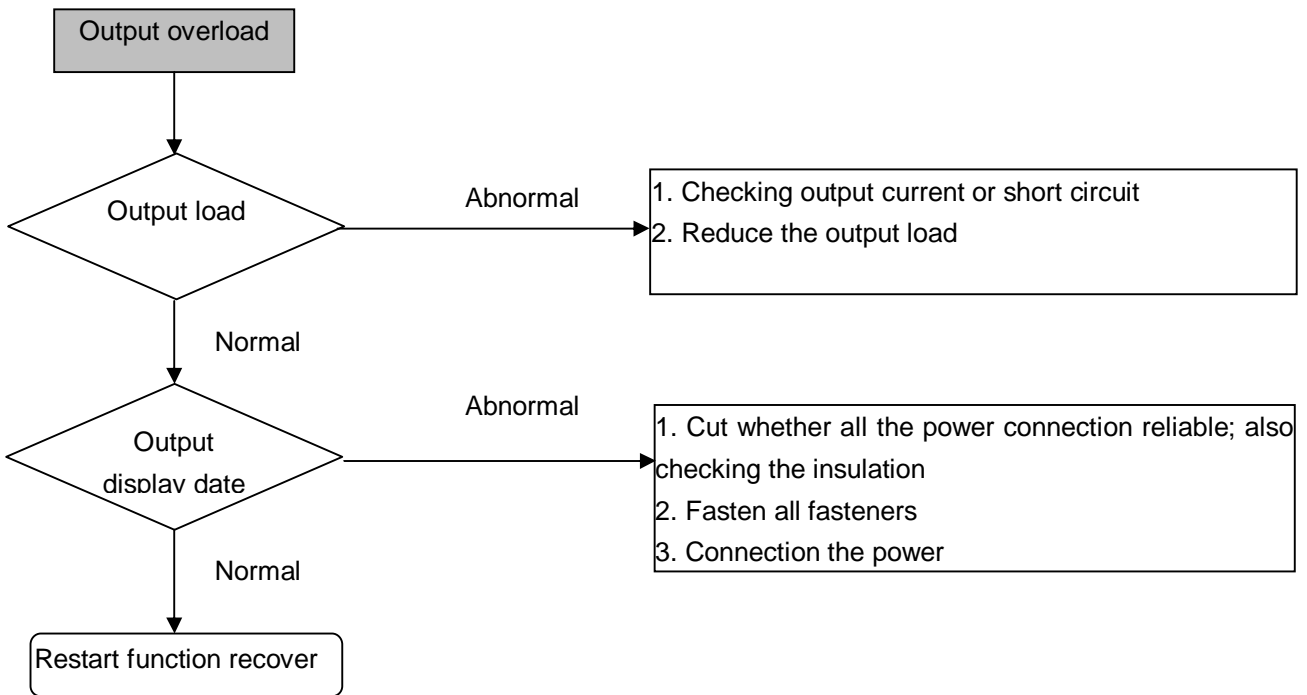 Output overload
Output load
Abnormal
1. Checking output current or short circuit
2. Reduce the output load
Normal
Output
display date
Abnormal
1. Cut whether all the power connection reliable; also
checking the insulation
2. Fasten all fasteners
3. Connection the power
Normal
Restart function recover